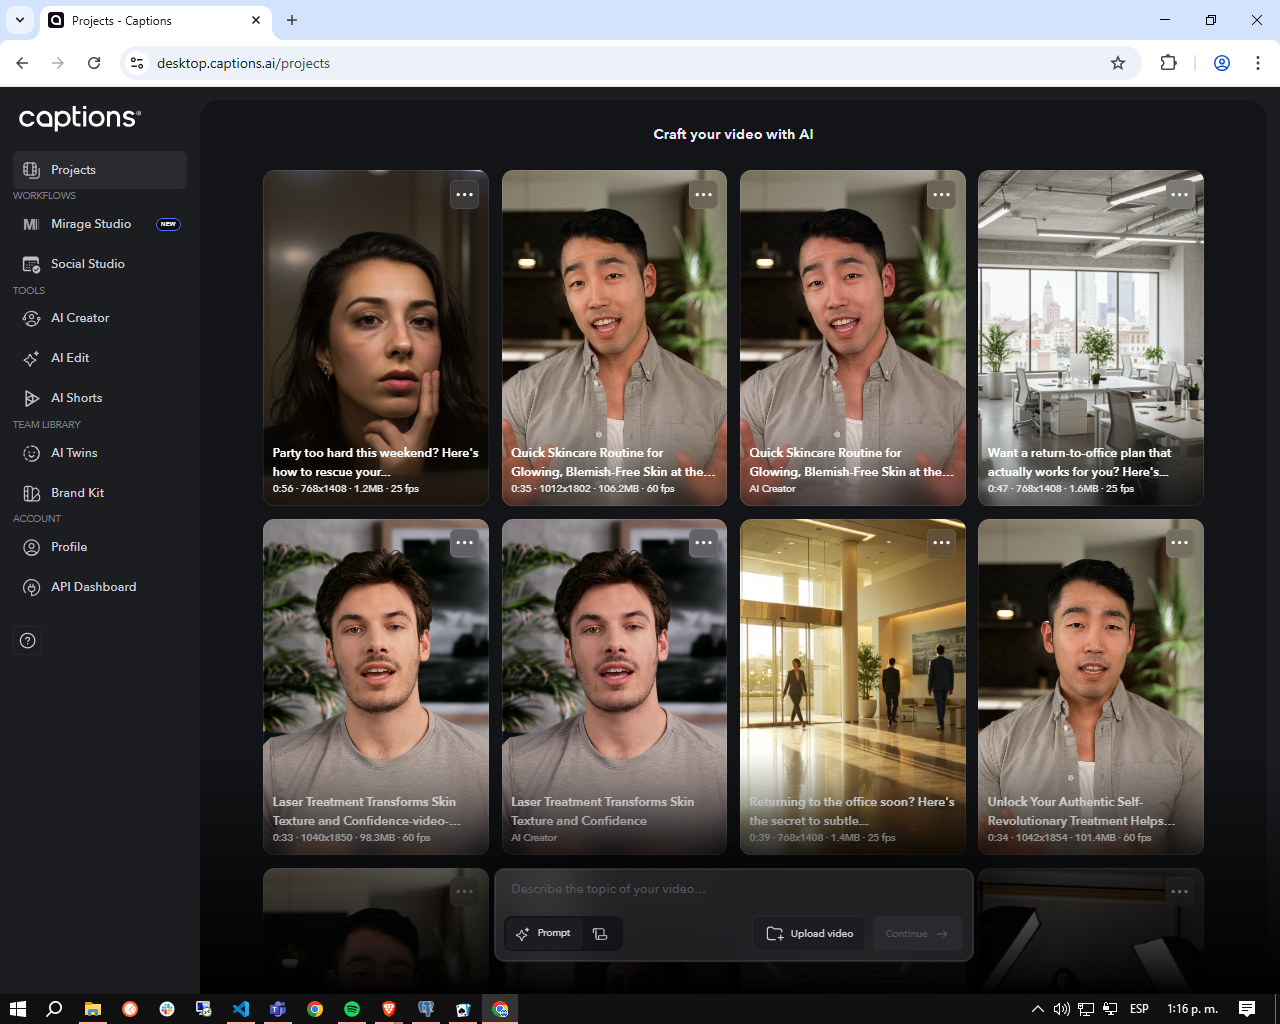 Projects - Captions
desktop.captions.ai/projects
captions
Projects
WORKFLOWS
Mirage Studio
NEW
Social Studio
TOOLS
AI Creator
AI Edit
AI Shorts
TEAM LIBRARY
AI Twins
Brand Kit
ACCOUNT
Profile
API Dashboard
Craft your video with AI
Party too hard this weekend? Here's
how to rescue your...
0:56 · 768x1408 · 1.2MB · 25 fps
Quick Skincare Routine for
Glowing, Blemish-Free Skin at the...
0:35 · 1012x1802 · 106.2MB · 60 fps
Quick Skincare Routine for
Glowing, Blemish-Free Skin at the...
AI Creator
Want a return-to-office plan that
actually works for you? Here's...
0:47 · 768x1408 · 1.6MB · 25 fps
Laser Treatment Transforms Skin
Texture and Confidence-video-...
0:33 · 1040x1850 · 98.3MB · 60 fps
Laser Treatment Transforms Skin
Texture and Confidence
AI Creator
Returning to the office soon? Here's
the secret to subtle...
0:39 · 768x1408 · 1.4MB · 25 fps
Unlock Your Authentic Self-
Revolutionary Treatment Helps...
0:34 · 1042x1854 · 101.4MB · 60 fps
Describe the topic of your video...
Prompt
Upload video
Continue
ESP
1:16 p. m.